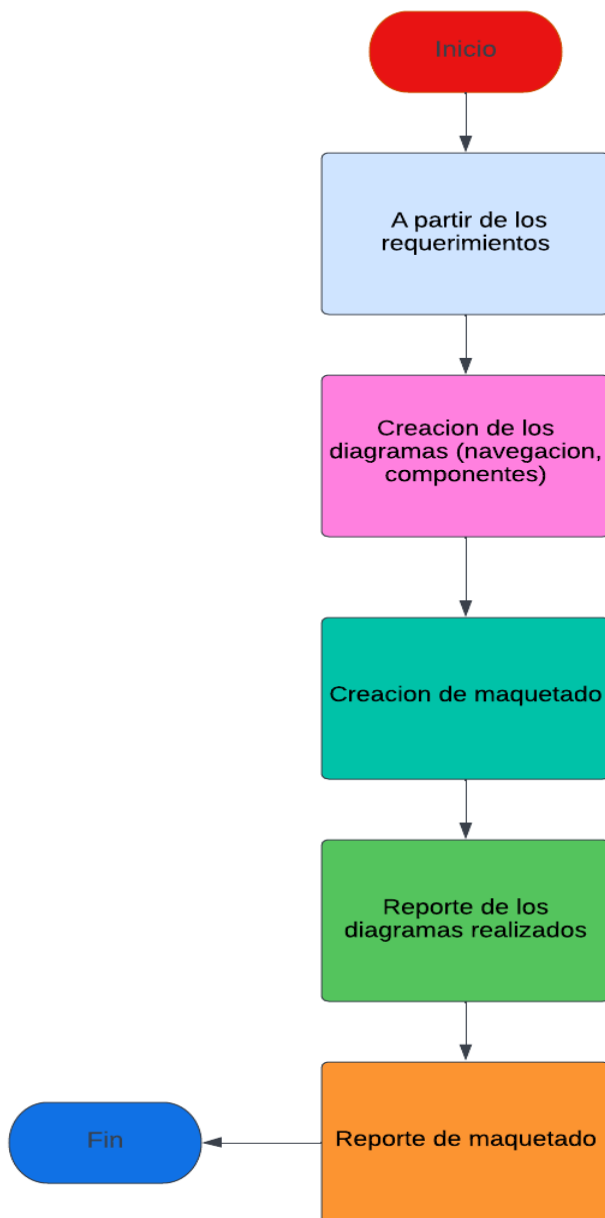 Inicio
A partir de los
requerimientos
Creacion de los
diagramas (navegacion,
componentes)
Creacion de maquetado
Reporte de los
diagramas realizados
Reporte de maquetado
Fin